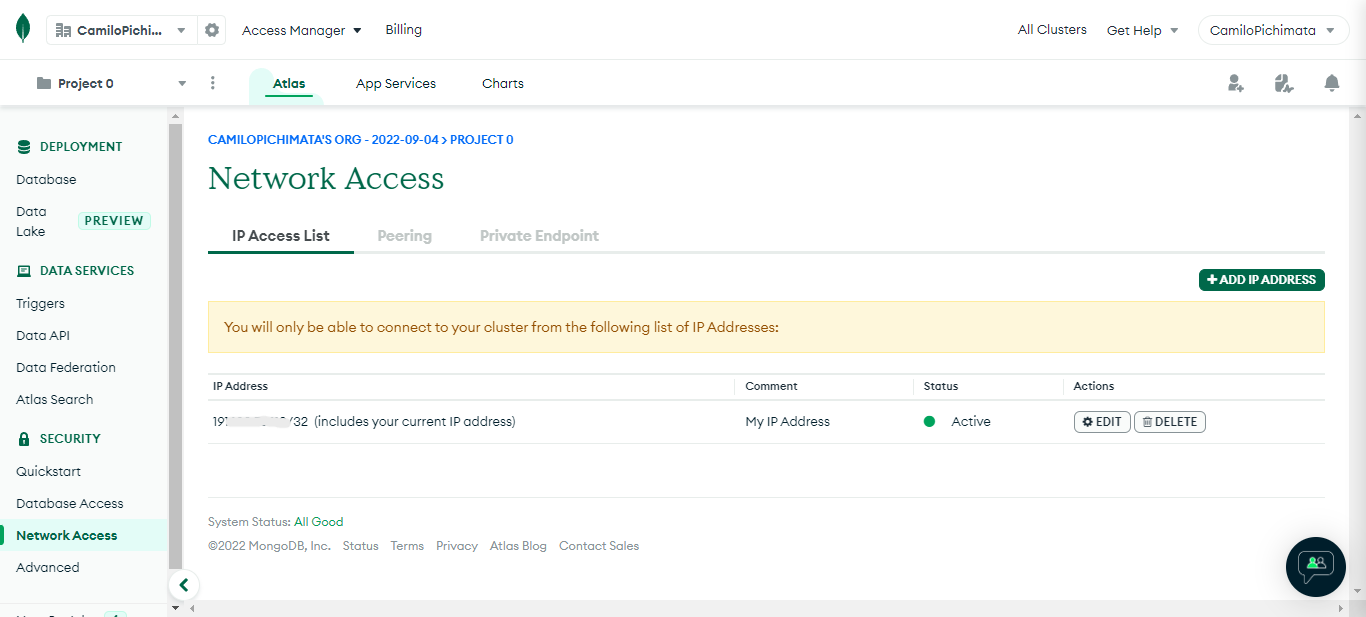 CamiloPichi...
Access Manager
Billing
All Clusters
Get Help
CamiloPichimata
Project 0
Atlas
App Services
Charts
DEPLOYMENT
Database
Data Lake
PREVIEW
DATA SERVICES
Triggers
Data API
Data Federation
Atlas Search
SECURITY
Quickstart
Database Access
Network Access
Advanced
CAMILOPICHIMATA'S ORG - 2022-09-04 > PROJECT 0
Network Access
IP Access List
Peering
Private Endpoint
+ ADD IP ADDRESS
You will only be able to connect to your cluster from the following list of IP Addresses:
IP Address
Comment
Status
Actions
/32 (includes your current IP address)
My IP Address
Active
EDIT
DELETE
System Status: All Good
©2022 MongoDB, Inc.
Status
Terms
Privacy
Atlas Blog
Contact Sales